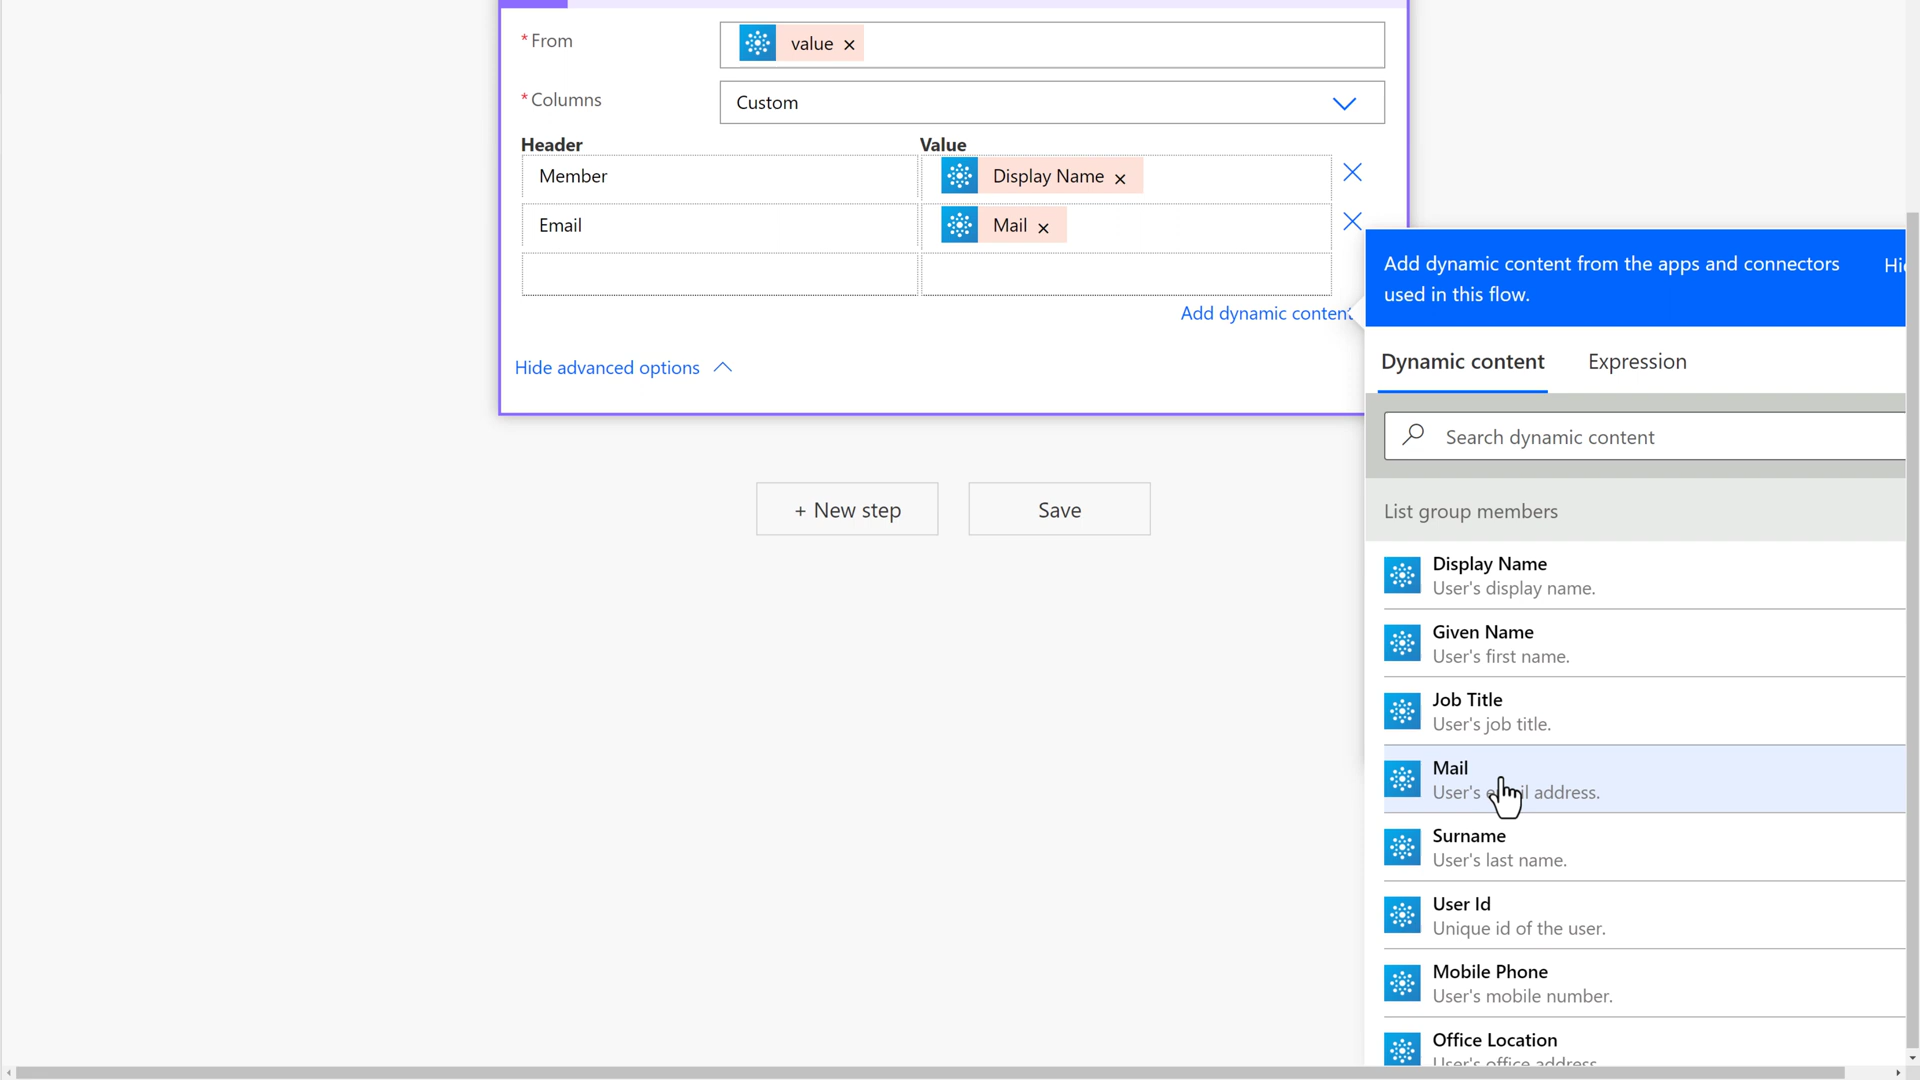 * From
value ×
* Columns
Custom
Header Value
Member Display Name ×
Email Mail ×
Add dynamic content
Hide advanced options
+ New step
Save
Add dynamic content from the apps and connectors
used in this flow.
Dynamic content Expression
Search dynamic content
List group members
Display Name
User's display name.
Given Name
User's first name.
Job Title
User's job title.
Mail
User's address.
Surname
User's last name.
User Id
Unique id of the user.
Mobile Phone
User's mobile number.
Office Location
User's office address